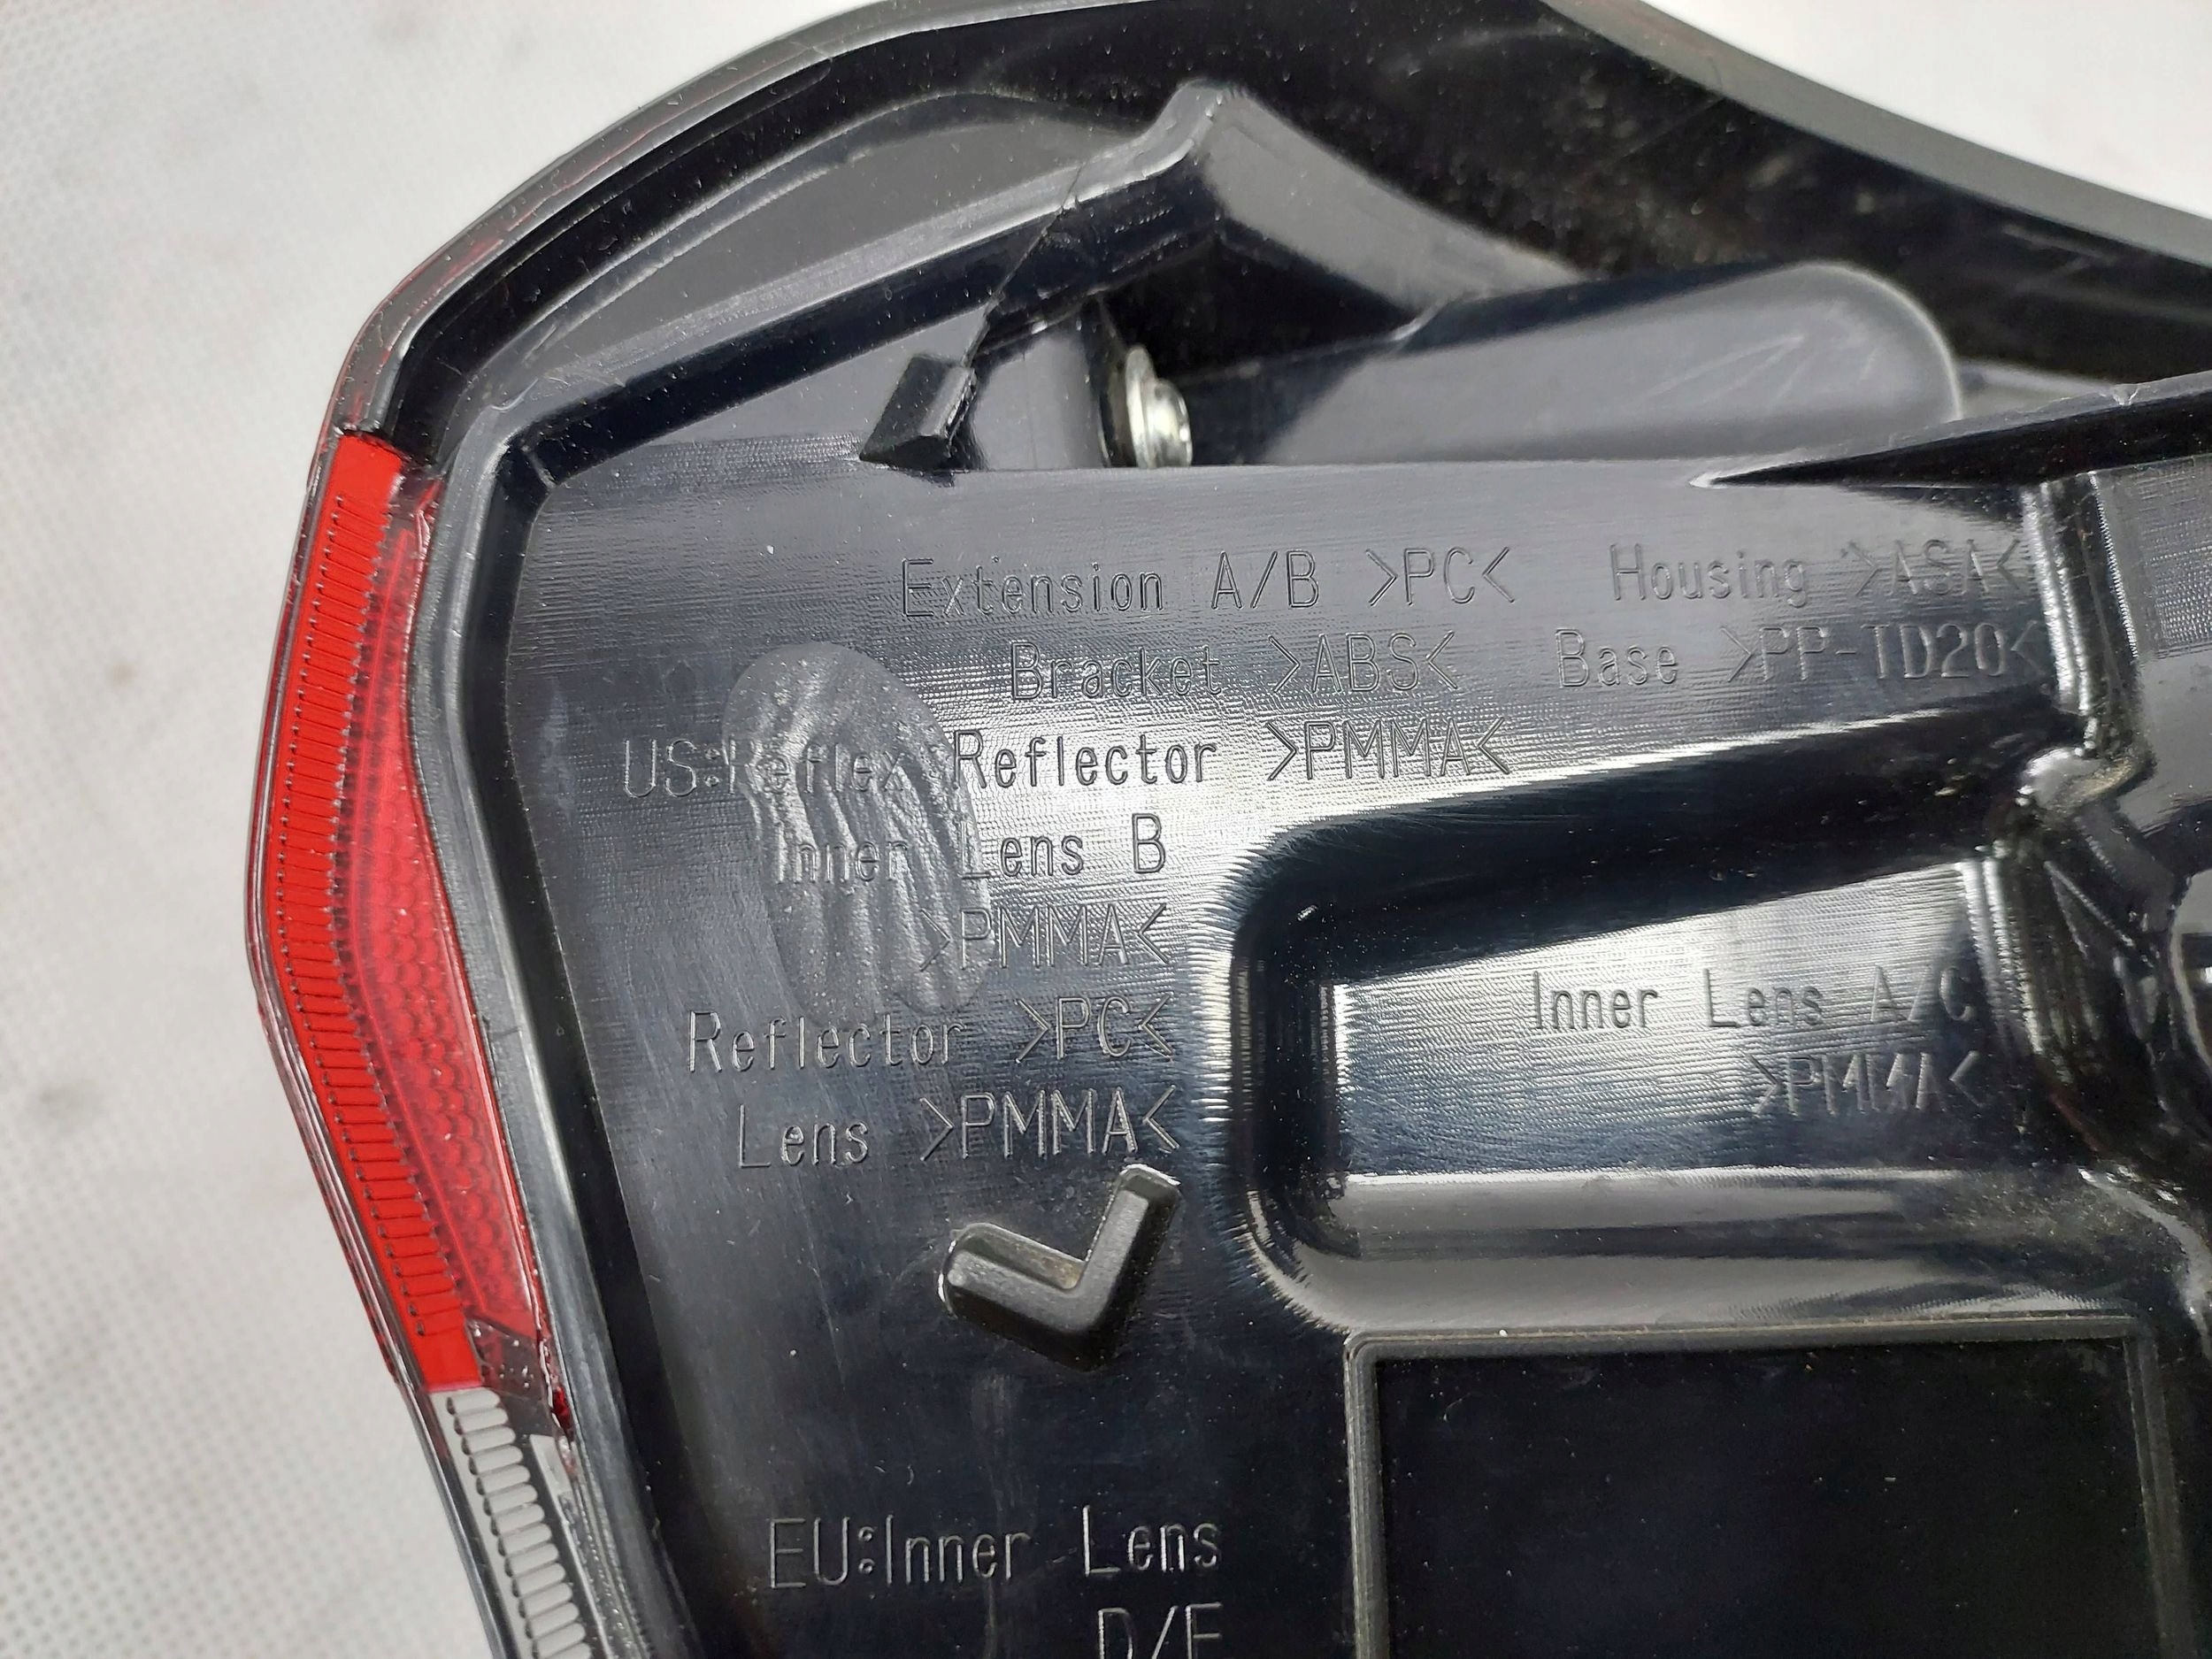 Extension A/B >PC< Housing >ASA<
Bracket >ABS< Base >PP-TD20<
US:Reflex Reflector >PMMA<
Inner Lens B
>PMMA<
Reflector >PC<
Lens >PMMA<
Inner Lens A/C
>PMMA<
EU:Inner Lens